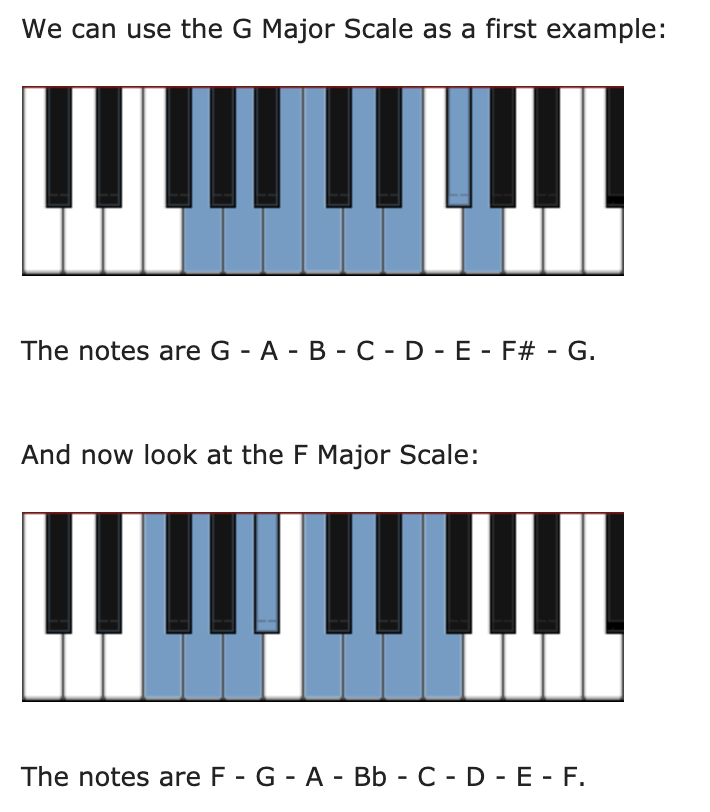 We can use the G Major Scale as a first example:
The notes are G - A - B - C - D - E - F# - G.
And now look at the F Major Scale:
The notes are F - G - A - Bb - C - D - E - F.